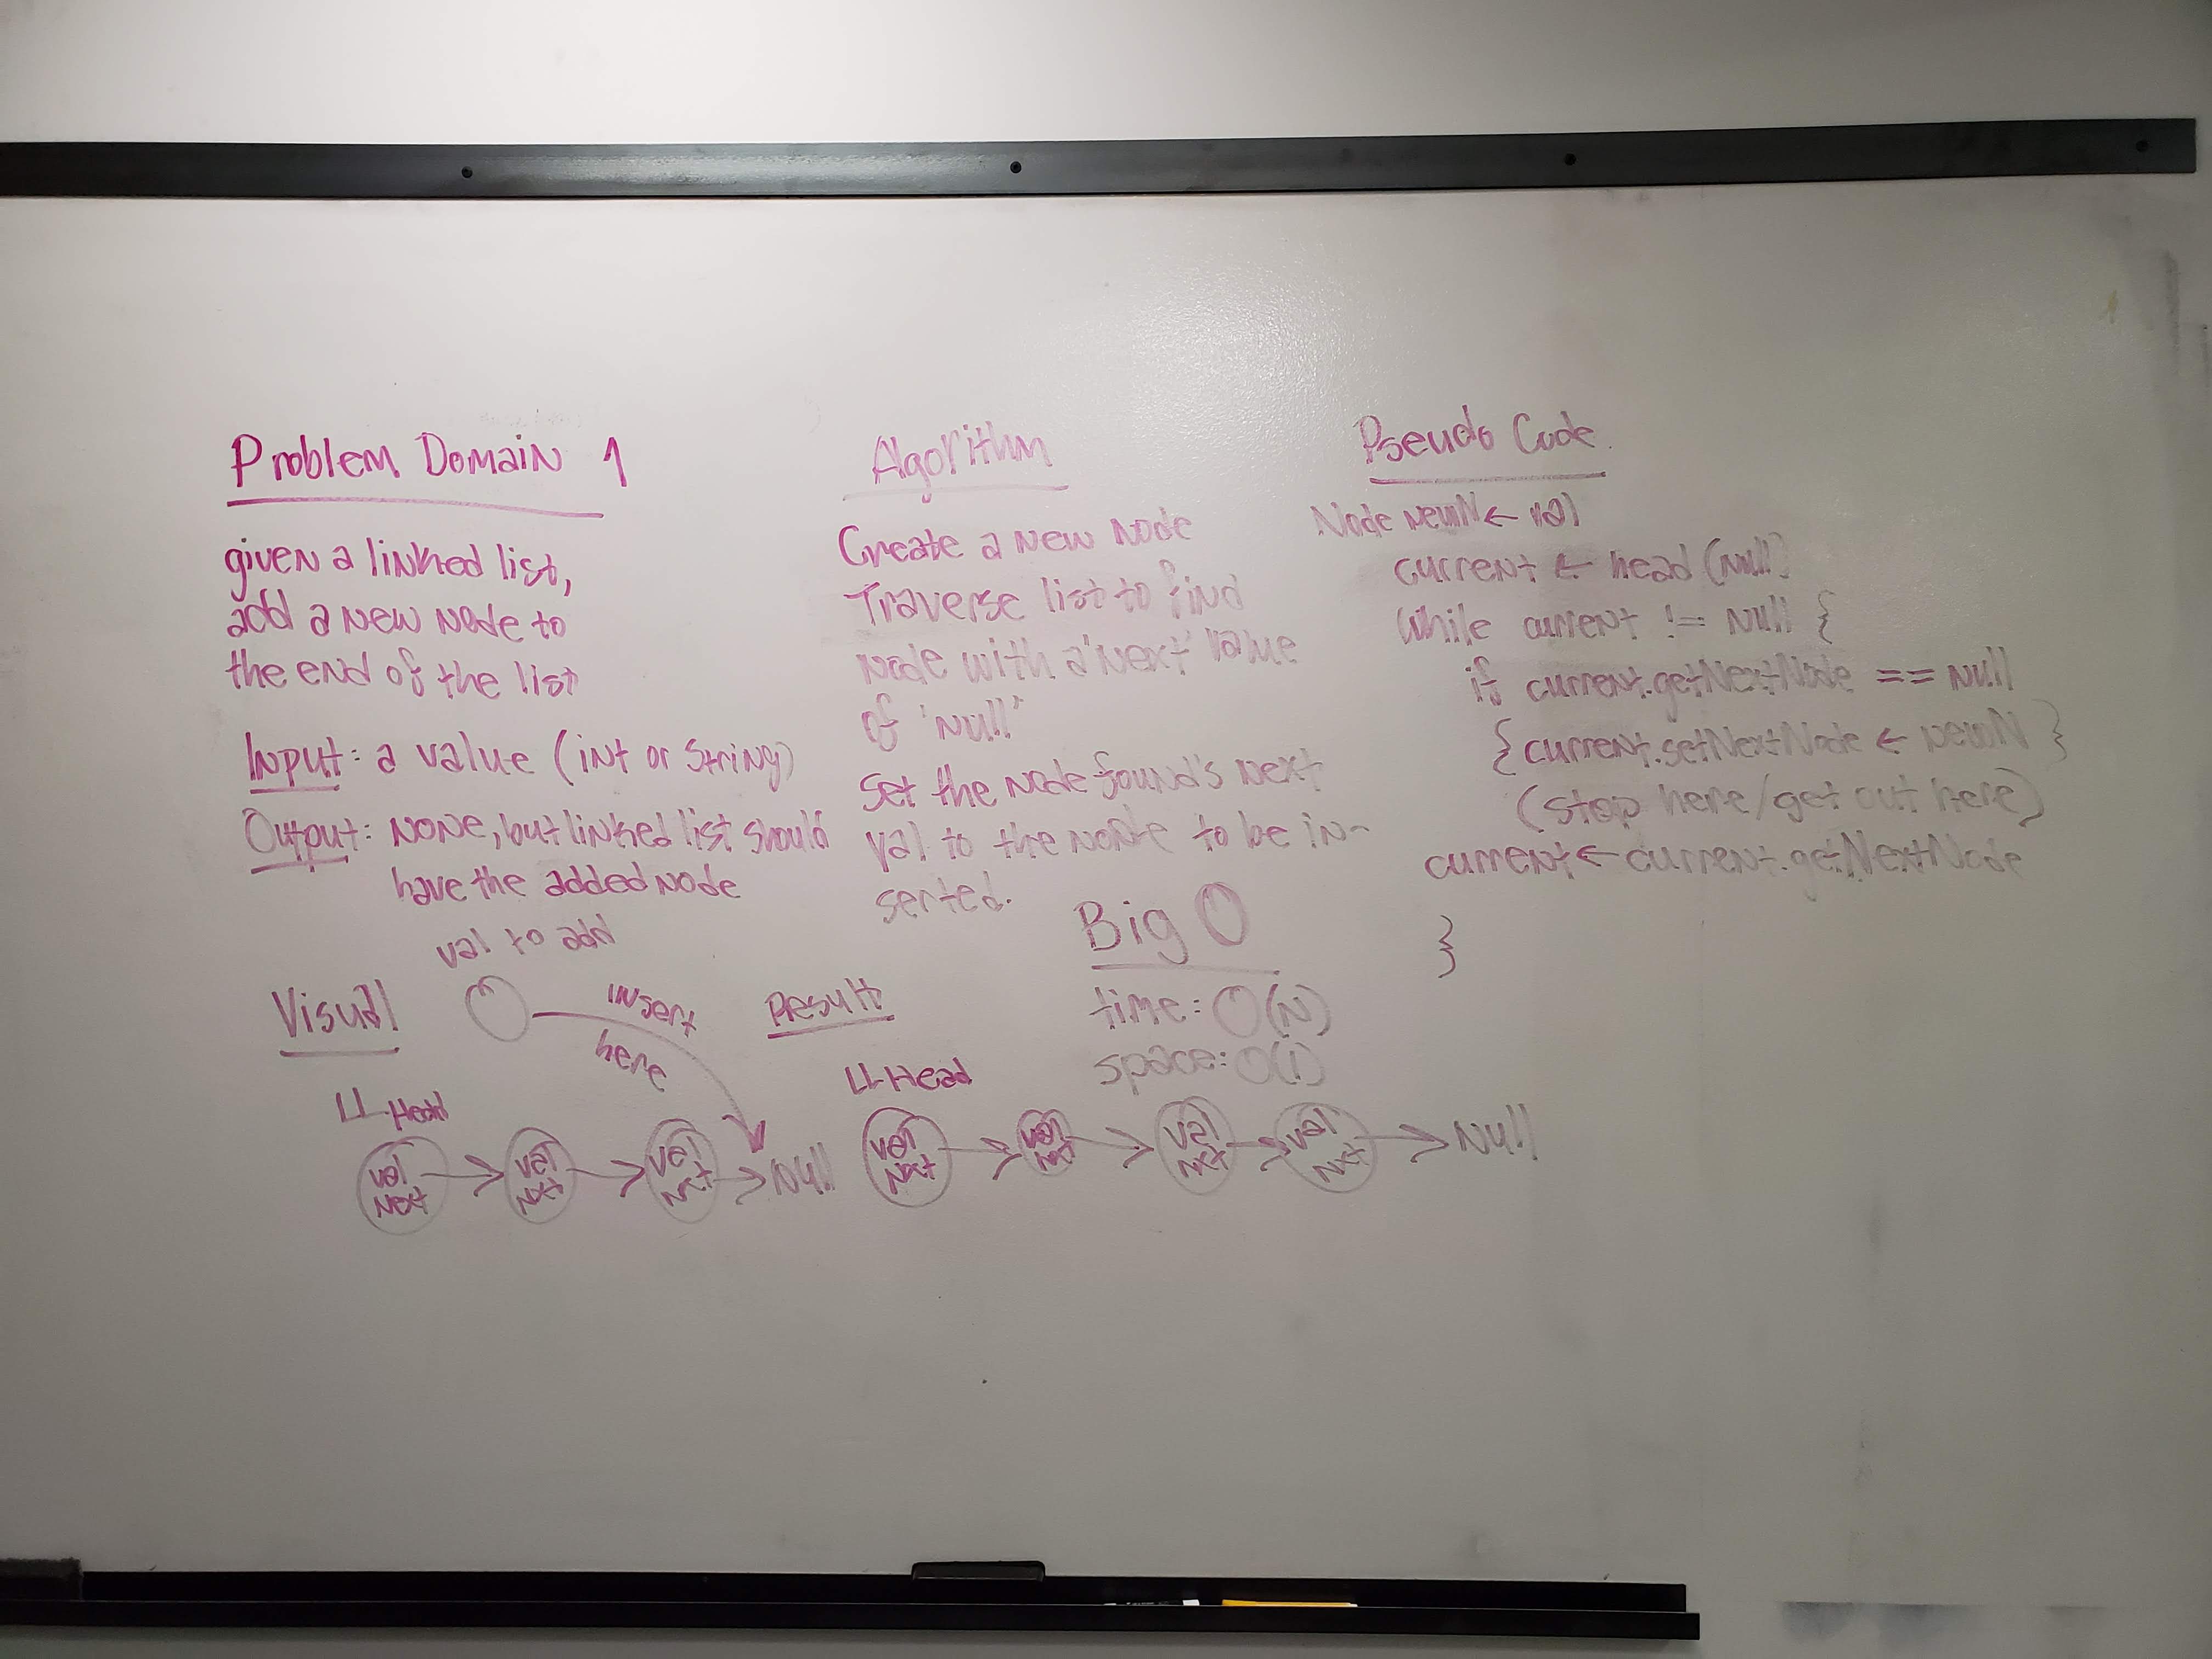 Problem Domain 1
given a linked list,
add a new node to
the end of the list
Input: a value (int or string)
Output: none, but linked list should
have the added node
Algorithm
Create a new node
Traverse list to find
node with a 'next' value
of 'null'
Set the node found's next
val to the node to be in-
serted.
Pseudo Code
Node newN ← val
current ← head (null)
while current != null {
if current.getNextNode == null
{ current.setNextNode ← newN }
(stop here/get out here)
current ← current.getNextNode
}
Big O
time: O(N)
space: O(1)
Visual
val to add
insert
here
LL Head
val
next
val
next
val
next
Null
Result
LL Head
val
next
val
next
val
next
val
next
Null